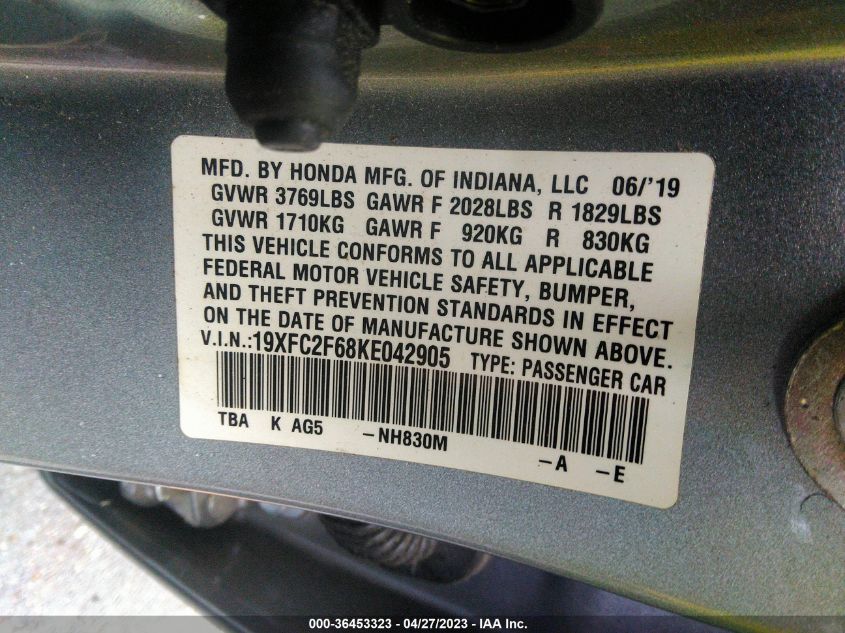 MFD. BY HONDA MFG. OF INDIANA, LLC 06/'19
GVWR 3769LBS GAWR F 2028LBS R 1829LBS
GVWR 1710KG GAWR F 920KG R 830KG
THIS VEHICLE CONFORMS TO ALL APPLICABLE
FEDERAL MOTOR VEHICLE SAFETY, BUMPER,
AND THEFT PREVENTION STANDARDS IN EFFECT
ON THE DATE OF MANUFACTURE SHOWN ABOVE.
V.I.N.:19XFC2F68KE042905 TYPE: PASSENGER CAR
TBA K AG5 -NH830M -A -E
000-36453323 - 04/27/2023 - IAA Inc.